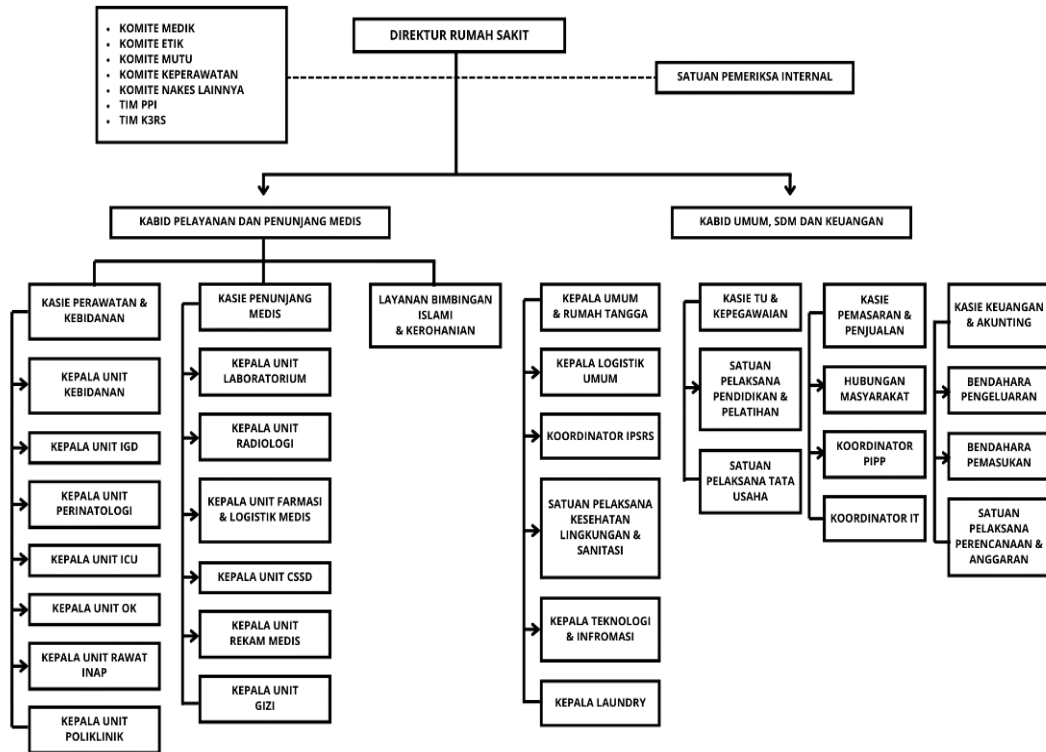 • KOMITE MEDIK
• KOMITE ETIK
• KOMITE MUTU
• KOMITE KEPERAWATAN
• KOMITE NAKES LAINNYA
• TIM PPI
• TIM K3RS
DIREKTUR RUMAH SAKIT
SATUAN PEMERIKSA INTERNAL
KABID PELAYANAN DAN PENUNJANG MEDIS
KABID UMUM, SDM DAN KEUANGAN
KASIE PERAWATAN &
KEBIDANAN
KEPALA UNIT
KEBIDANAN
KEPALA UNIT IGD
KEPALA UNIT
PERINATOLOGI
KEPALA UNIT ICU
KEPALA UNIT OK
KEPALA UNIT RAWAT
INAP
KEPALA UNIT
POLIKLINIK
KASIE PENUNJANG
MEDIS
KEPALA UNIT
LABORATORIUM
KEPALA UNIT
RADIOLOGI
KEPALA UNIT FARMASI
& LOGISTIK MEDIS
KEPALA UNIT CSSD
KEPALA UNIT
REKAM MEDIS
KEPALA UNIT
GIZI
LAYANAN BIMBINGAN
ISLAMI
& KEROHANIAN
KEPALA UMUM
& RUMAH TANGGA
KEPALA LOGISTIK
UMUM
KOORDINATOR IPSRS
SATUAN PELAKSANA
KESEHATAN
LINGKUNGAN &
SANITASI
KEPALA TEKNOLOGI
& INFROMASI
KEPALA LAUNDRY
KASIE TU &
KEPEGAWAIAN
SATUAN
PELAKSANA
PENDIDIKAN &
PELATIHAN
SATUAN
PELAKSANA TATA
USAHA
KASIE
PEMASARAN &
PENJUALAN
HUBUNGAN
MASYARAKAT
KOORDINATOR
PIPP
KOORDINATOR IT
KASIE KEUANGAN
& AKUNTING
BENDAHARA
PENGELUARAN
BENDAHARA
PEMASUKAN
SATUAN
PELAKSANA
PERENCANAAN &
ANGGARAN